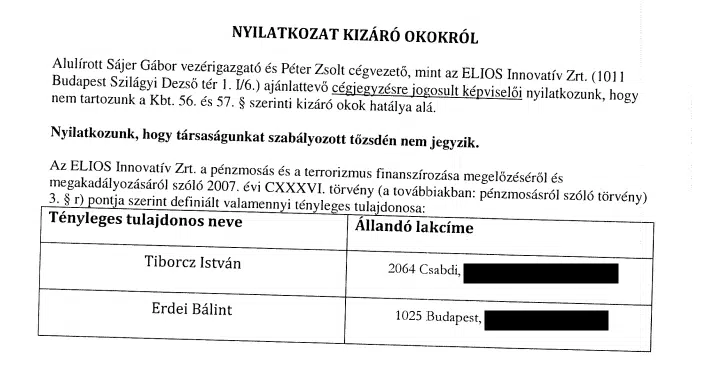 NYILATKOZAT KIZÁRÓ OKOKRÓL
Alulírott Sájer Gábor vezérigazgató és Péter Zsolt cégvezető, mint az ELIOS Innovatív Zrt. (1011
Budapest Szilágyi Dezső tér 1. I/6.) ajánlattevő cégjegyzésre jogosult képviselői nyilatkozunk, hogy
nem tartozunk a Kbt. 56. és 57. § szerinti kizáró okok hatálya alá.
Nyilatkozunk, hogy társaságunkat szabályozott tőzsdén nem jegyzik.
Az ELIOS Innovatív Zrt. a pénzmosás és a terrorizmus finanszírozása megelőzéséről és
megakadályozásáról szóló 2007. évi CXXXVI. törvény (a továbbiakban: pénzmosásról szóló törvény)
3. § r) pontja szerint definiált valamennyi tényleges tulajdonosa:
Tényleges tulajdonos neve Állandó lakcíme
Tiborcz István 2064 Csabdi,
Erdei Bálint 1025 Budapest,